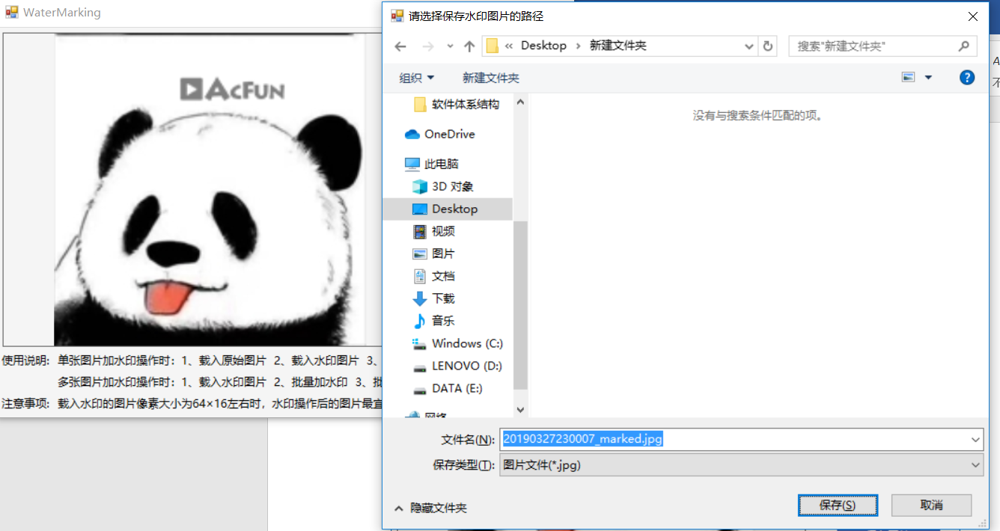 WaterMarking
ACFUN
使用说明: 单张图片加水印操作时: 1、载入原始图片 2、载入水印图片 3、
多张图片加水印操作时: 1、载入水印图片 2、批量加水印 3、批
注意事项: 载入水印的图片像素大小为64×16左右时, 水印操作后的图片最宜
请选择保存水印图片的路径
« Desktop › 新建文件夹
搜索"新建文件夹"
组织 新建文件夹
软件体系结构
OneDrive
此电脑
3D 对象
Desktop
视频
图片
文档
下载
音乐
Windows (C:)
LENOVO (D:)
DATA (E:)
网络
没有与搜索条件匹配的项。
文件名(N): 20190327230007_marked.jpg
保存类型(T): 图片文件(*.jpg)
隐藏文件夹
保存(S) 取消